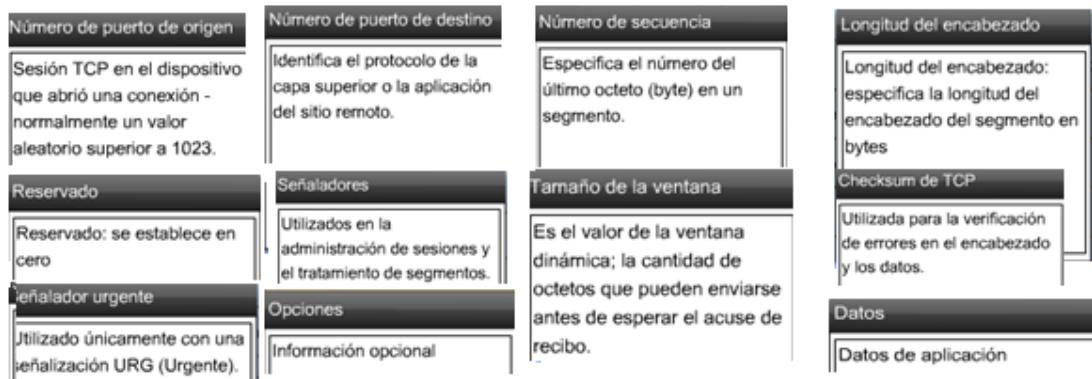 Número de puerto de origen
Sesión TCP en el dispositivo
que abrió una conexión -
normalmente un valor
aleatorio superior a 1023.
Número de puerto de destino
Identifica el protocolo de la
capa superior o la aplicación
del sitio remoto.
Número de secuencia
Especifica el número del
último octeto (byte) en un
segmento.
Longitud del encabezado
Longitud del encabezado:
especifica la longitud del
encabezado del segmento en
bytes
Reservado
Reservado: se establece en
cero
Señaladores
Utilizados en la
administración de sesiones y
el tratamiento de segmentos.
Tamaño de la ventana
Es el valor de la ventana
dinámica; la cantidad de
octetos que pueden enviarse
antes de esperar el acuse de
recibo.
Checksum de TCP
Utilizada para la verificación
de errores en el encabezado
y los datos.
Señalador urgente
Utilizado únicamente con una
señalización URG (Urgente).
Opciones
Información opcional
Datos
Datos de aplicación